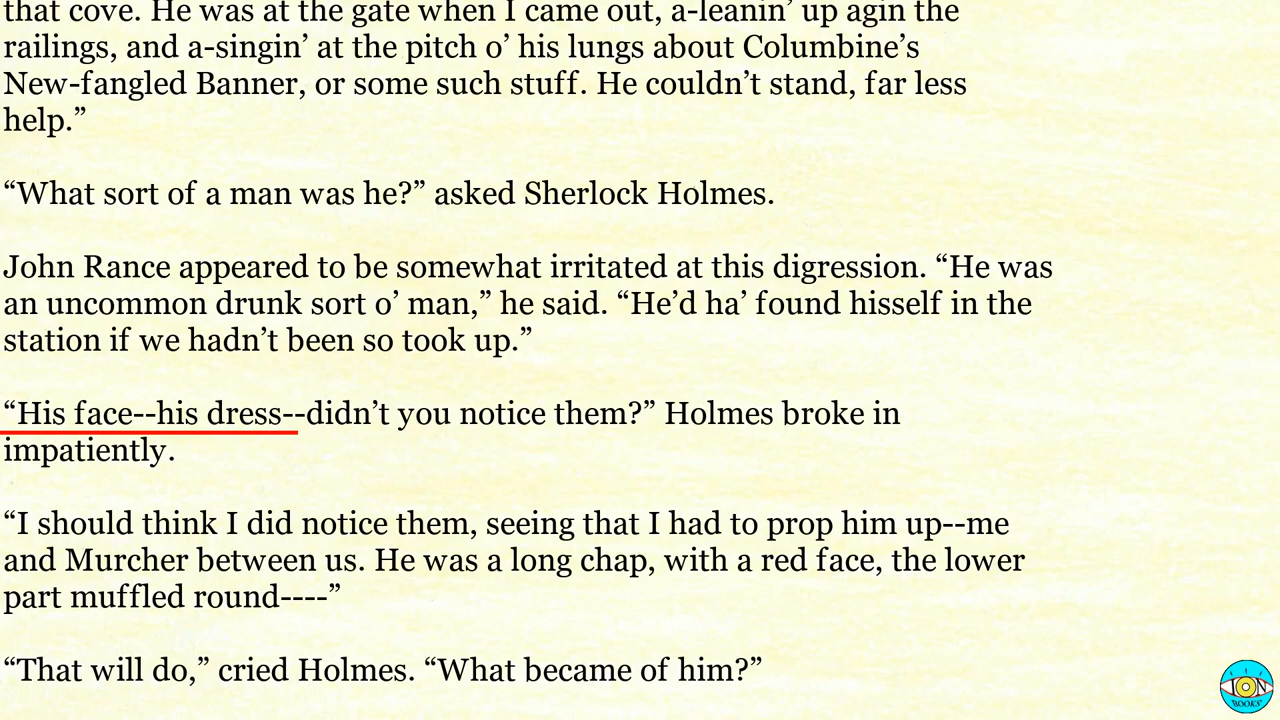 that cove. He was at the gate when I came out, a-leanin’ up agin the
railings, and a-singin’ at the pitch o’ his lungs about Columbine’s
New-fangled Banner, or some such stuff. He couldn’t stand, far less
help.”
“What sort of a man was he?” asked Sherlock Holmes.
John Rance appeared to be somewhat irritated at this digression. “He was
an uncommon drunk sort o’ man,” he said. “He’d ha’ found hisself in the
station if we hadn’t been so took up.”
“His face--his dress--didn’t you notice them?” Holmes broke in
impatiently.
“I should think I did notice them, seeing that I had to prop him up--me
and Murcher between us. He was a long chap, with a red face, the lower
part muffled round----”
“That will do,” cried Holmes. “What became of him?”
ION
BOOKS